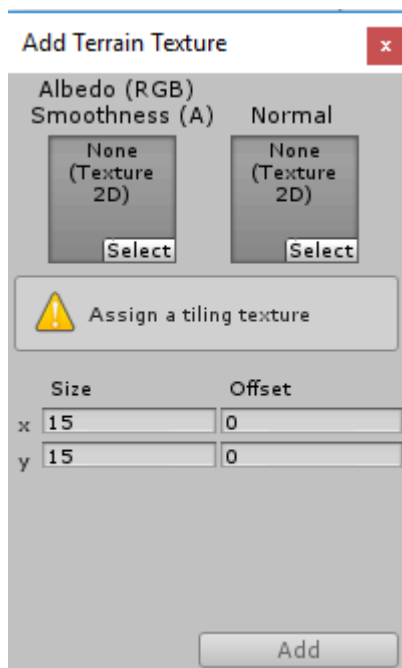 Add Terrain Texture
x
Albedo (RGB)
Smoothness (A) Normal
None
(Texture
2D)
Select
None
(Texture
2D)
Select
Assign a tiling texture
Size Offset
x 15 0
y 15 0
Add